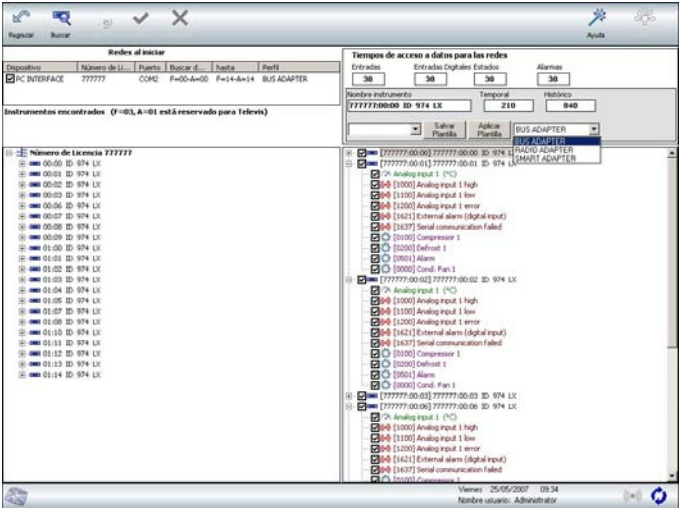 Regresar
Buscar
Ayuda
Redes al iniciar
Dispositivo
Número de Li...
Puerto
Buscar d...
hasta
Perfil
PC INTERFACE
777777
COM2
F=00-A=00
F=14-A=14
BUS ADAPTER
Tiempos de acceso a datos para las redes
Entradas
Entradas Digitales
Estados
Alarmas
30
30
30
30
Nombre instrumento
Temporal
Histórico
777777:00:00 ID 974 LX
210
840
Instrumentos encontrados (F=03, A=01 está reservado para Televis)
Salvar Plantilla
Aplicar Plantilla
BUS ADAPTER
BUS ADAPTER
RADIO ADAPTER
SMART ADAPTER
Número de Licencia 777777
00:00 ID 974 LX
00:01 ID 974 LX
00:02 ID 974 LX
00:03 ID 974 LX
00:06 ID 974 LX
00:07 ID 974 LX
00:08 ID 974 LX
00:09 ID 974 LX
01:00 ID 974 LX
01:01 ID 974 LX
01:02 ID 974 LX
01:03 ID 974 LX
01:04 ID 974 LX
01:05 ID 974 LX
01:07 ID 974 LX
01:08 ID 974 LX
01:10 ID 974 LX
01:11 ID 974 LX
01:12 ID 974 LX
01:13 ID 974 LX
01:14 ID 974 LX
[777777:00:00] 777777:00:00 ID 974 L
[777777:00:01] 777777:00:01 ID 974 LX
Analog input 1 (°C)
[1000] Analog input 1 high
[1100] Analog input 1 low
[1200] Analog input 1 error
[1621] External alarm (digital input)
[1637] Serial communication failed
[0100] Compressor 1
[0200] Defrost 1
[0501] Alarm
[0800] Cond. Fan 1
[777777:00:02] 777777:00:02 ID 974 LX
Analog input 1 (°C)
[1000] Analog input 1 high
[1100] Analog input 1 low
[1200] Analog input 1 error
[1621] External alarm (digital input)
[1637] Serial communication failed
[0100] Compressor 1
[0200] Defrost 1
[0501] Alarm
[0800] Cond. Fan 1
[777777:00:03] 777777:00:03 ID 974 LX
[777777:00:06] 777777:00:06 ID 974 LX
Analog input 1 (°C)
[1000] Analog input 1 high
[1100] Analog input 1 low
[1200] Analog input 1 error
[1621] External alarm (digital input)
[1637] Serial communication failed
[0100] Compressor 1
Viernes 25/05/2007 09:34
Nombre usuario: Administrator